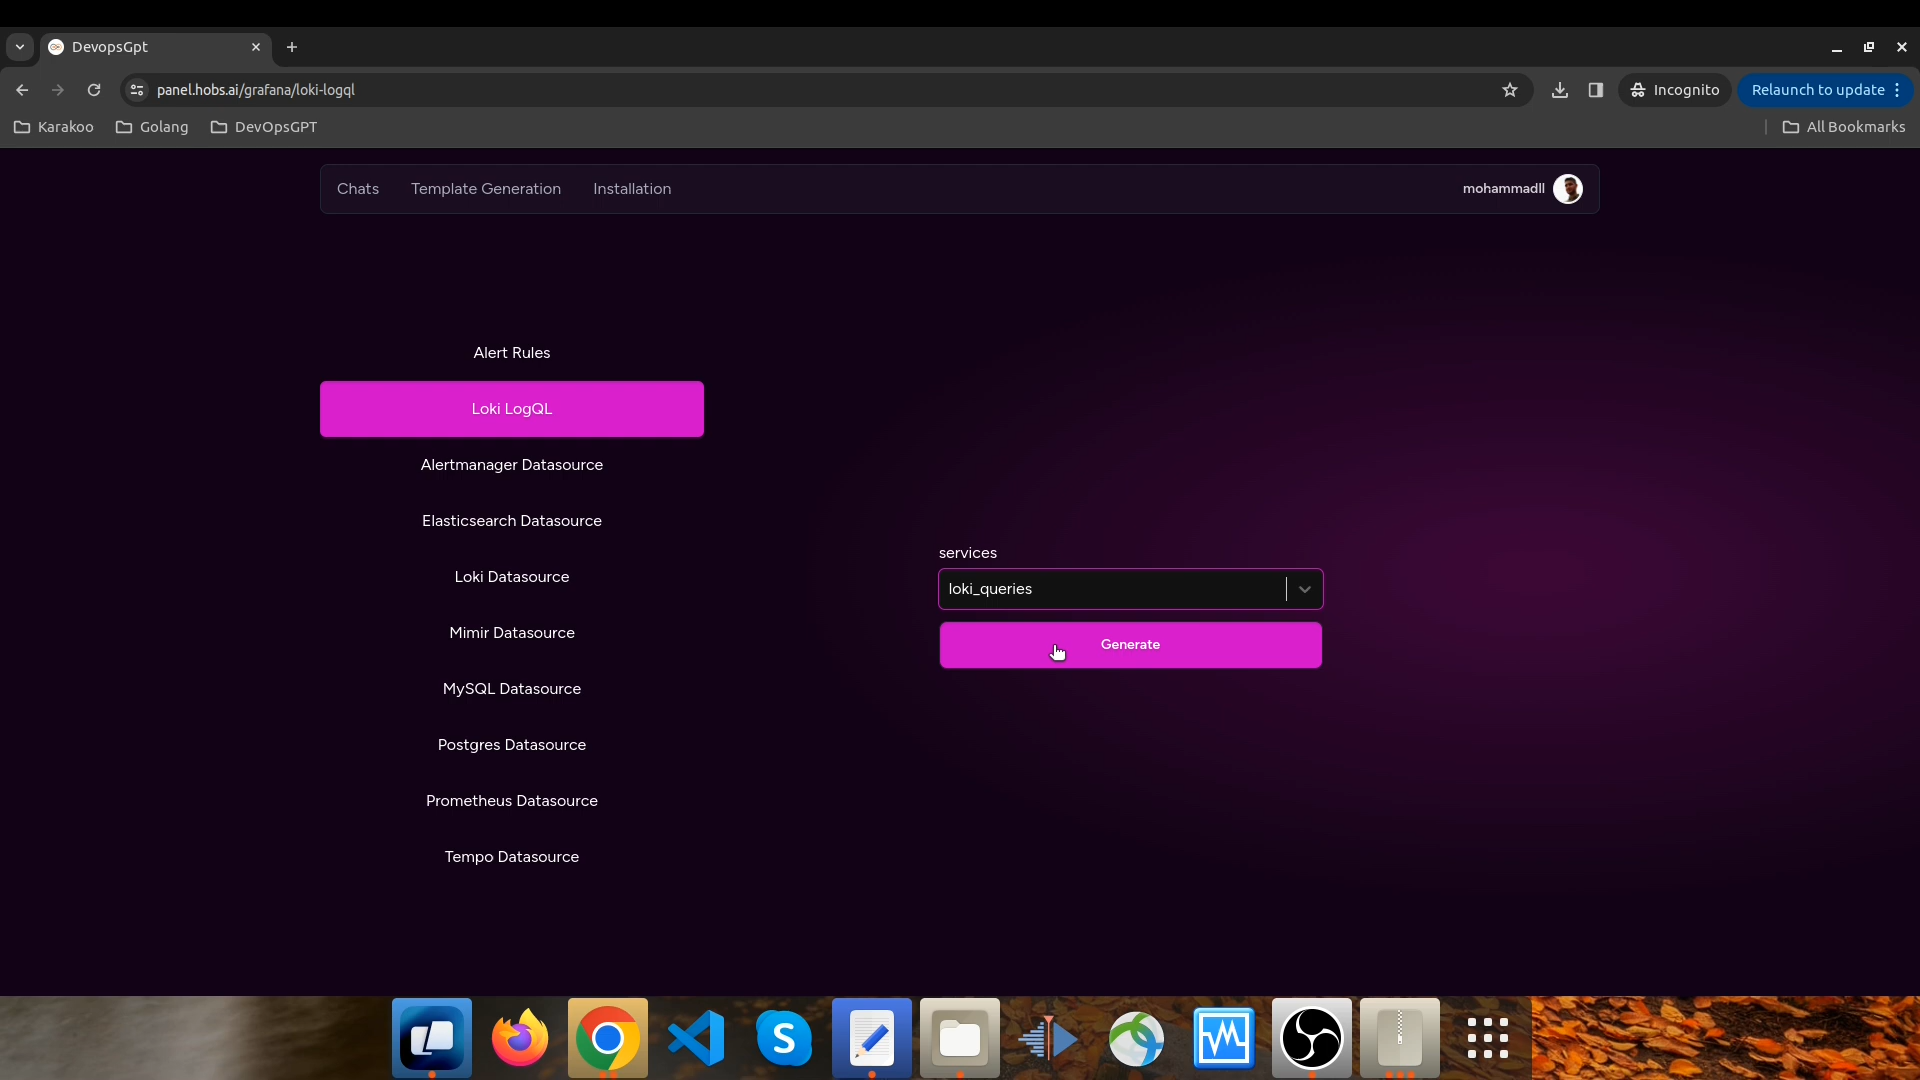 DevopsGpt
panel.hobs.ai/grafana/loki-logql
Incognito
Relaunch to update
Karakoo
Golang
DevOpsGPT
All Bookmarks
Chats
Template Generation
Installation
mohammadll
Alert Rules
Loki LogQL
Alertmanager Datasource
Elasticsearch Datasource
Loki Datasource
Mimir Datasource
MySQL Datasource
Postgres Datasource
Prometheus Datasource
Tempo Datasource
services
loki_queries
Generate